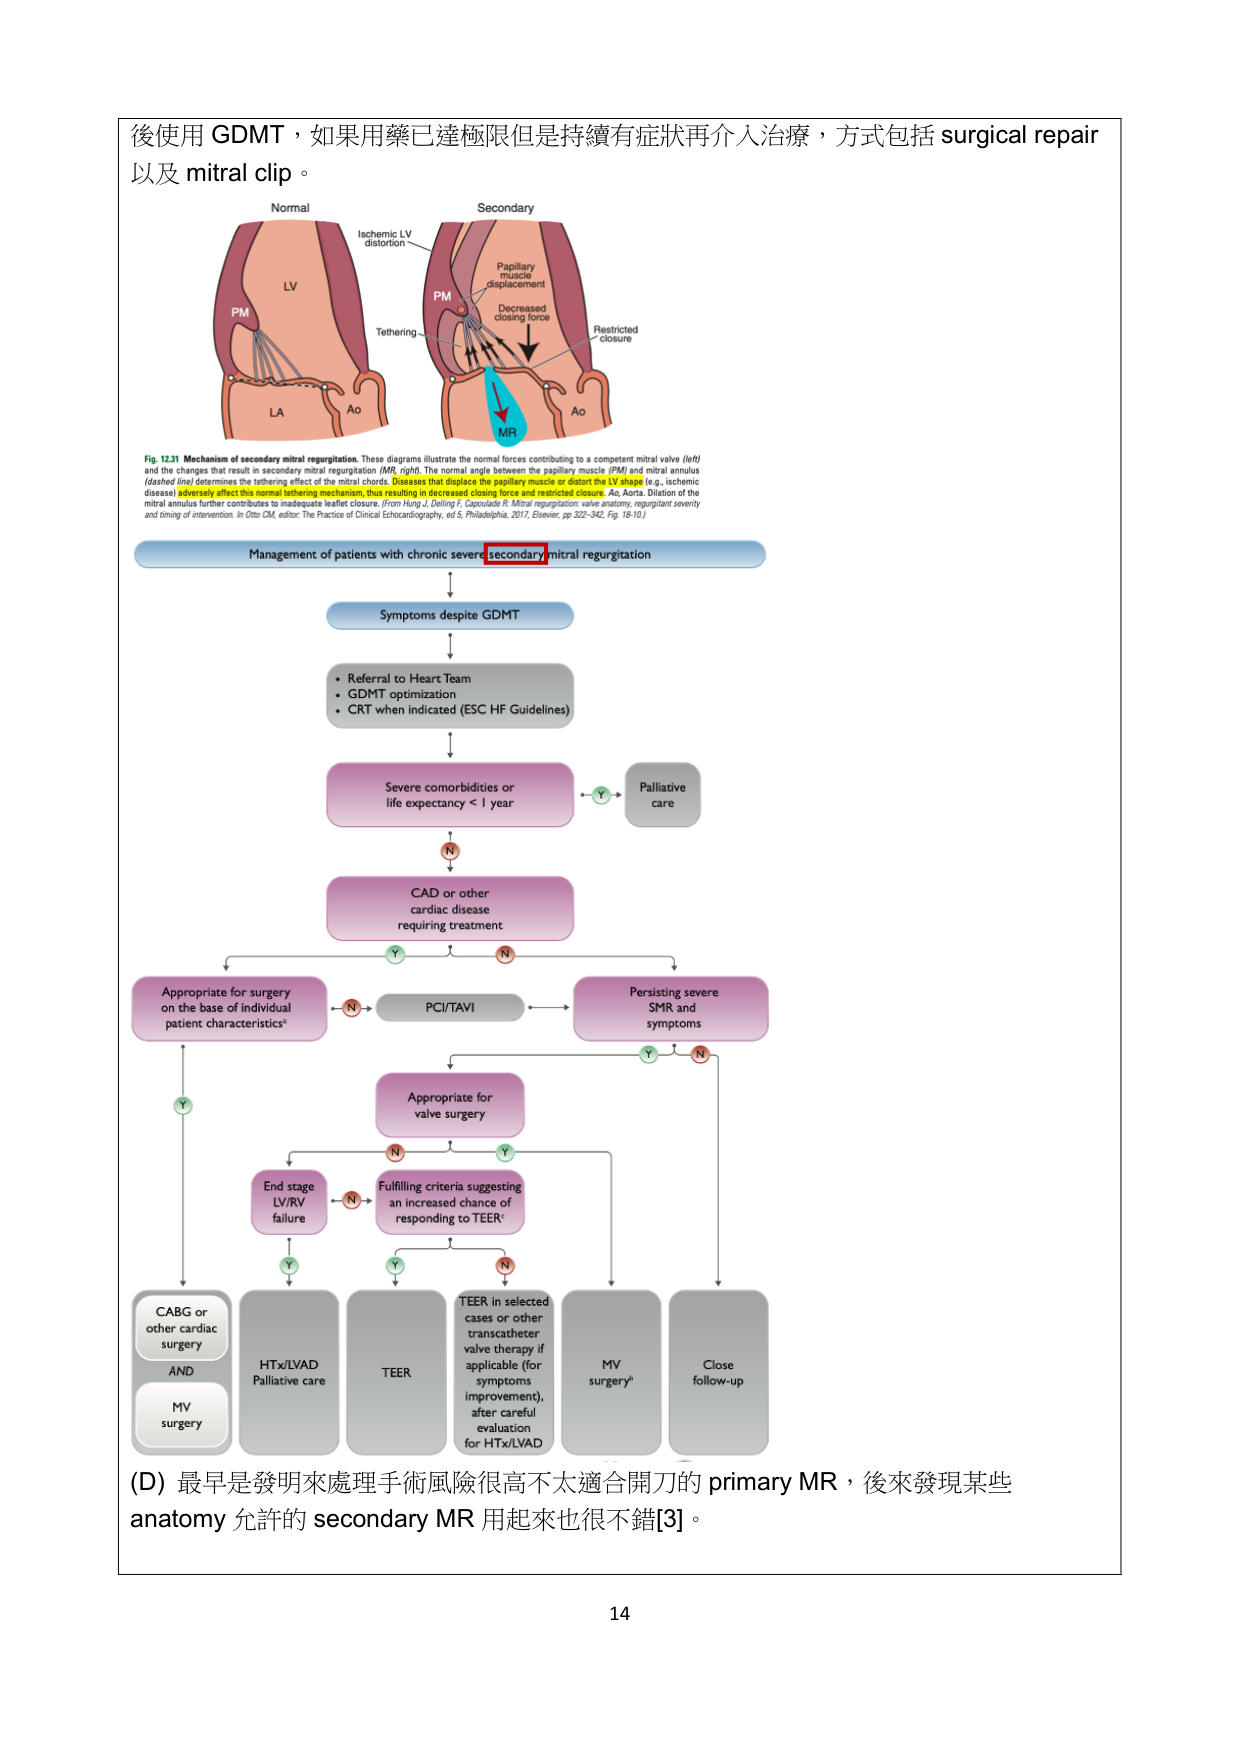 後使用 GDMT，如果用藥已達極限但是持續有症狀再介入治療，方式包括 surgical repair
以及 mitral clip。
Normal
Secondary
Ischemic LV
distortion
Papillary
muscle
displacement
LV
PM
PM
Decreased
closing force
Tethering
Restricted
closure
LA
Ao
Ao
MR
Fig. 12.31 Mechanism of secondary mitral regurgitation. These diagrams illustrate the normal forces contributing to a competent mitral valve (left)
and the changes that result in secondary mitral regurgitation (MR, right). The normal angle between the papillary muscle (PM) and mitral annulus
(dashed line) determines the tethering effect of the mitral chords. Diseases that displace the papillary muscle or distort the LV shape (e.g., ischemic
disease) adversely affect this normal tethering mechanism, thus resulting in decreased closing force and restricted closure. Ao, Aorta. Dilation of the
mitral annulus further contributes to inadequate leaflet closure. (From Hung J, Delling F, Capoulade R: Mitral regurgitation: valve anatomy, regurgitant severity
and timing of intervention. In Otto CM, editor: The Practice of Clinical Echocardiography, ed 5, Philadelphia, 2017, Elsevier, pp 322–342, Fig. 18-10.)
Management of patients with chronic severe secondary mitral regurgitation
Symptoms despite GDMT
• Referral to Heart Team
• GDMT optimization
• CRT when indicated (ESC HF Guidelines)
Severe comorbidities or
life expectancy < 1 year
Y
Palliative
care
N
CAD or other
cardiac disease
requiring treatment
Y
N
Appropriate for surgery
on the base of individual
patient characteristicsᵃ
N
PCI/TAVI
Persisting severe
SMR and
symptoms
Y
N
Y
Appropriate for
valve surgery
N
Y
End stage
LV/RV
failure
N
Fulfilling criteria suggesting
an increased chance of
responding to TEERᶜ
Y
Y
N
CABG or
other cardiac
surgery
AND
MV
surgery
HTx/LVAD
Palliative care
TEER
TEER in selected
cases or other
transcatheter
valve therapy if
applicable (for
symptoms
improvement),
after careful
evaluation
for HTx/LVAD
MV
surgeryᵇ
Close
follow-up
(D) 最早是發明來處理手術風險很高不太適合開刀的 primary MR，後來發現某些
anatomy 允許的 secondary MR 用起來也很不錯[3]。
14